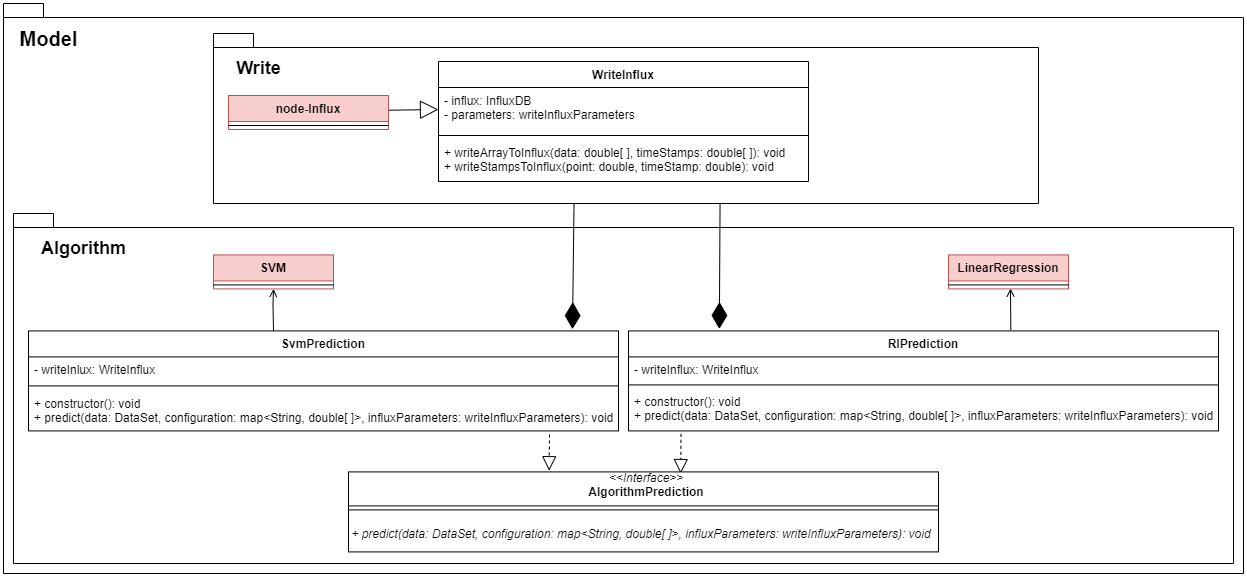 Model
Write
WriteInflux
node-Influx
- influx: InfluxDB
- parameters: writeInfluxParameters
+ writeArrayToInflux(data: double[ ], timeStamps: double[ ]): void
+ writeStampsToInflux(point: double, timeStamp: double): void
Algorithm
SVM
LinearRegression
SvmPrediction
- writeInlux: WriteInflux
+ constructor(): void
+ predict(data: DataSet, configuration: map<String, double[ ]>, influxParameters: writeInfluxParameters): void
RlPrediction
- writeInflux: WriteInflux
+ constructor(): void
+ predict(data: DataSet, configuration: map<String, double[ ]>, influxParameters: writeInfluxParameters): void
<<Interface>>
AlgorithmPrediction
+ predict(data: DataSet, configuration: map<String, double[ ]>, influxParameters: writeInfluxParameters): void